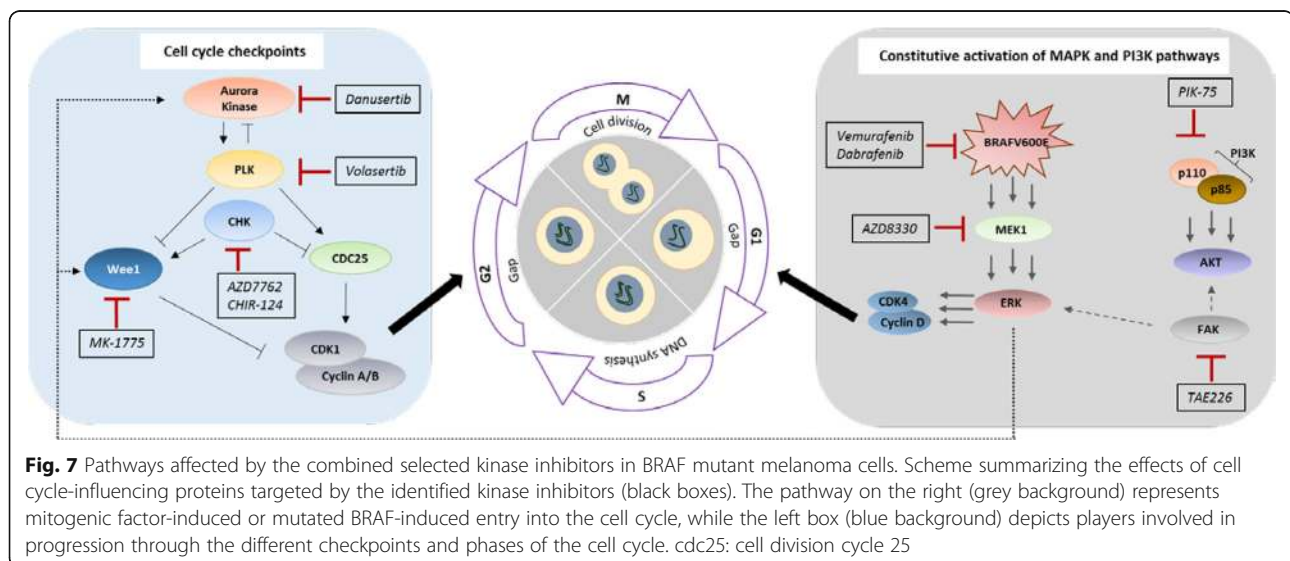 Cell cycle checkpoints
Aurora
Kinase
Danusertib
PLK
Volasertib
CHK
Wee1
CDC25
AZD7762
CHIR-124
MK-1775
CDK1
Cyclin A/B
M
Cell division
G1
Gap
G2
Gap
DNA synthesis
S
Constitutive activation of MAPK and PI3K pathways
PIK-75
Vemurafenib
Dabrafenib
BRAFV600E
PI3K
p110
p85
AZD8330
MEK1
AKT
CDK4
Cyclin D
ERK
FAK
TAE226
Fig. 7 Pathways affected by the combined selected kinase inhibitors in BRAF mutant melanoma cells. Scheme summarizing the effects of cell
cycle-influencing proteins targeted by the identified kinase inhibitors (black boxes). The pathway on the right (grey background) represents
mitogenic factor-induced or mutated BRAF-induced entry into the cell cycle, while the left box (blue background) depicts players involved in
progression through the different checkpoints and phases of the cell cycle. cdc25: cell division cycle 25